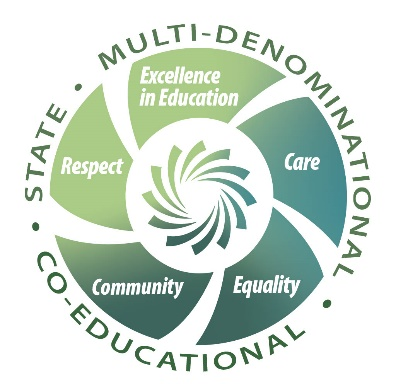 STATE • MULTI-DENOMINATIONAL •
CO-EDUCATIONAL •
Excellence
in Education
Care
Equality
Community
Respect